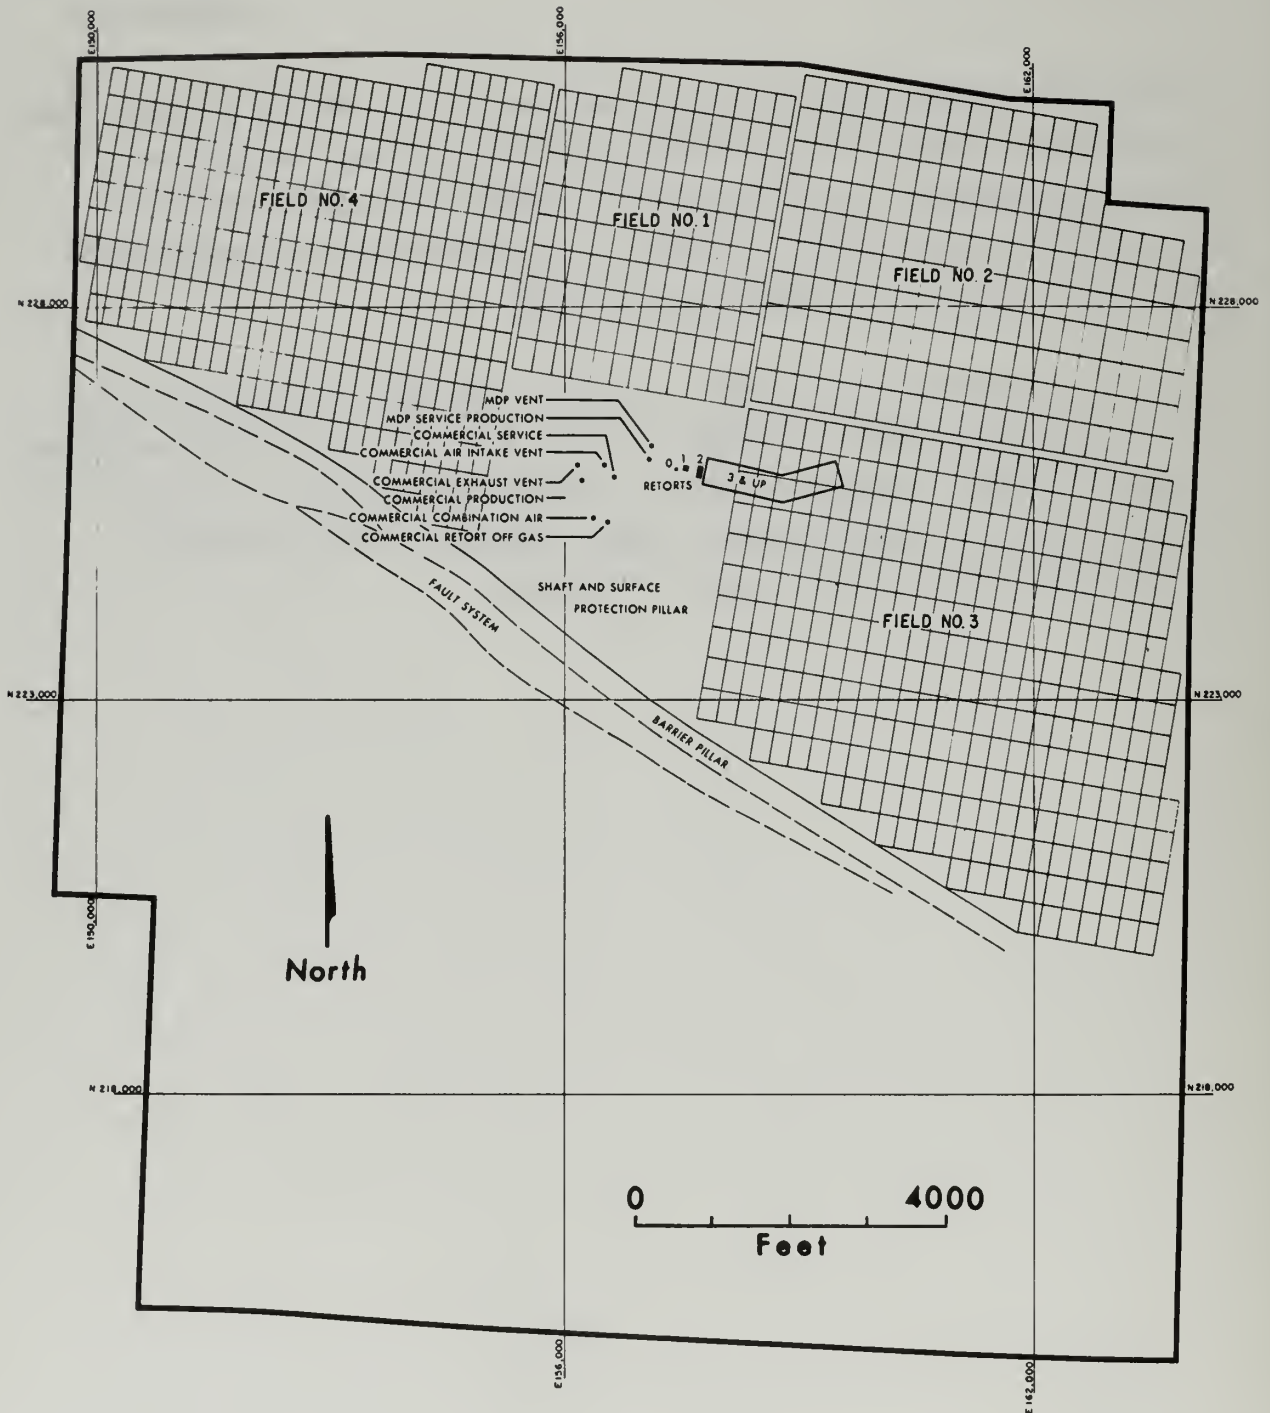 E 150,000
E 156,000
E 162,000
FIELD NO. 4
FIELD NO. 1
FIELD NO. 2
N 228,000
N 228,000
MDP VENT
MDP SERVICE PRODUCTION
COMMERCIAL SERVICE
COMMERCIAL AIR INTAKE VENT
COMMERCIAL EXHAUST VENT
COMMERCIAL PRODUCTION
COMMERCIAL COMBINATION AIR
COMMERCIAL RETORT OFF GAS
0 1 2
RETORTS
3 & UP
SHAFT AND SURFACE
PROTECTION PILLAR
FAULT SYSTEM
FIELD NO. 3
N 223,000
N 223,000
BARRIER PILLAR
E 150,000
North
N 218,000
N 218,000
0 4000
Feet
E 156,000
E 162,000